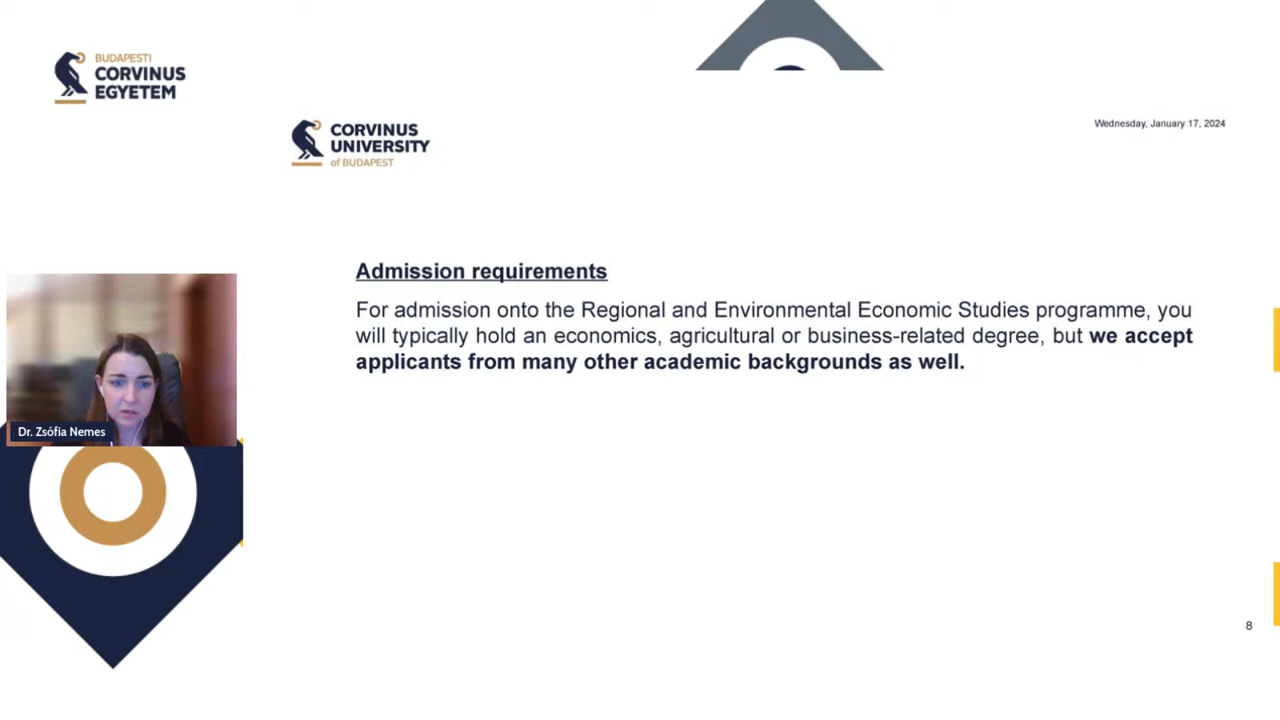 BUDAPESTI
CORVINUS
EGYETEM
CORVINUS
UNIVERSITY
of BUDAPEST
Wednesday, January 17, 2024
Admission requirements
For admission onto the Regional and Environmental Economic Studies programme, you
will typically hold an economics, agricultural or business-related degree, but we accept
applicants from many other academic backgrounds as well.
Dr. Zsófia Nemes
8